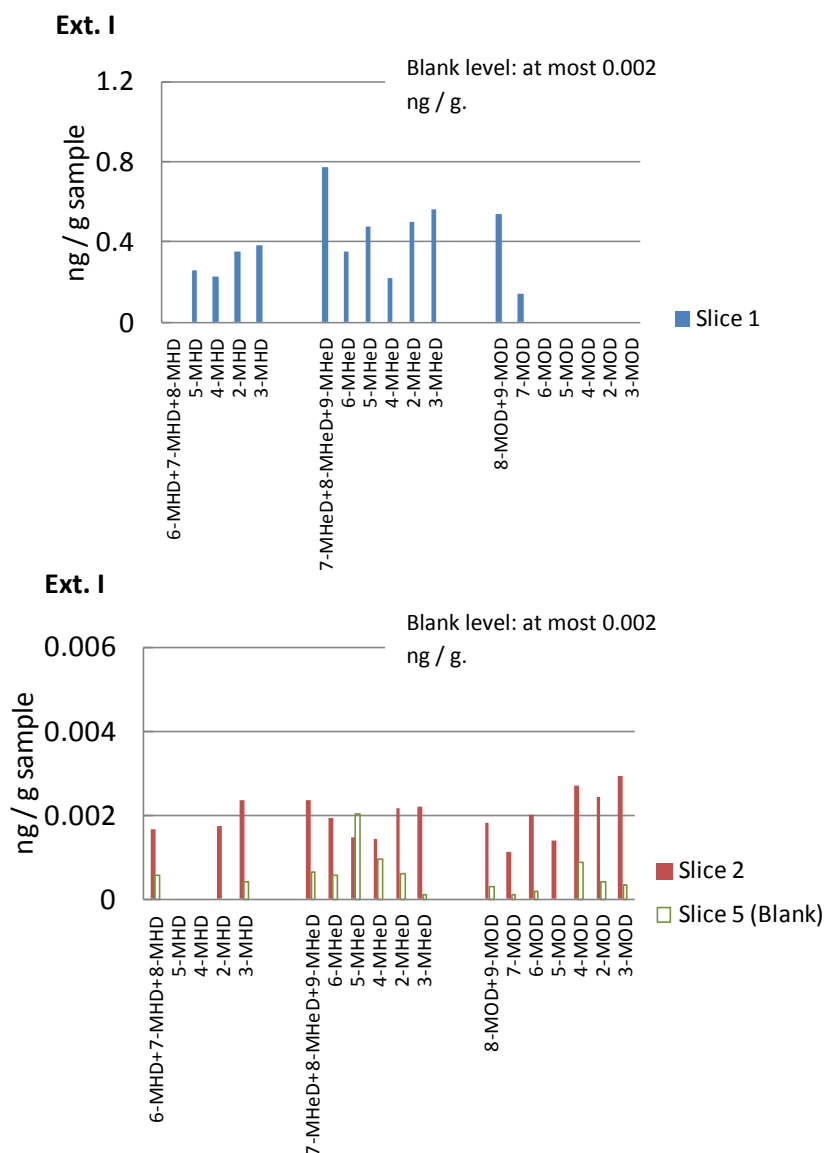 Ext. I
Blank level: at most 0.002
ng / g.
ng / g sample
1.2
0.8
0.4
0
6-MHD+7-MHD+8-MHD
5-MHD
4-MHD
2-MHD
3-MHD
7-MHeD+8-MHeD+9-MHeD
6-MHeD
5-MHeD
4-MHeD
2-MHeD
3-MHeD
8-MOD+9-MOD
7-MOD
6-MOD
5-MOD
4-MOD
2-MOD
3-MOD
Slice 1
Ext. I
Blank level: at most 0.002
ng / g.
ng / g sample
0.006
0.004
0.002
0
6-MHD+7-MHD+8-MHD
5-MHD
4-MHD
2-MHD
3-MHD
7-MHeD+8-MHeD+9-MHeD
6-MHeD
5-MHeD
4-MHeD
2-MHeD
3-MHeD
8-MOD+9-MOD
7-MOD
6-MOD
5-MOD
4-MOD
2-MOD
3-MOD
Slice 2
Slice 5 (Blank)